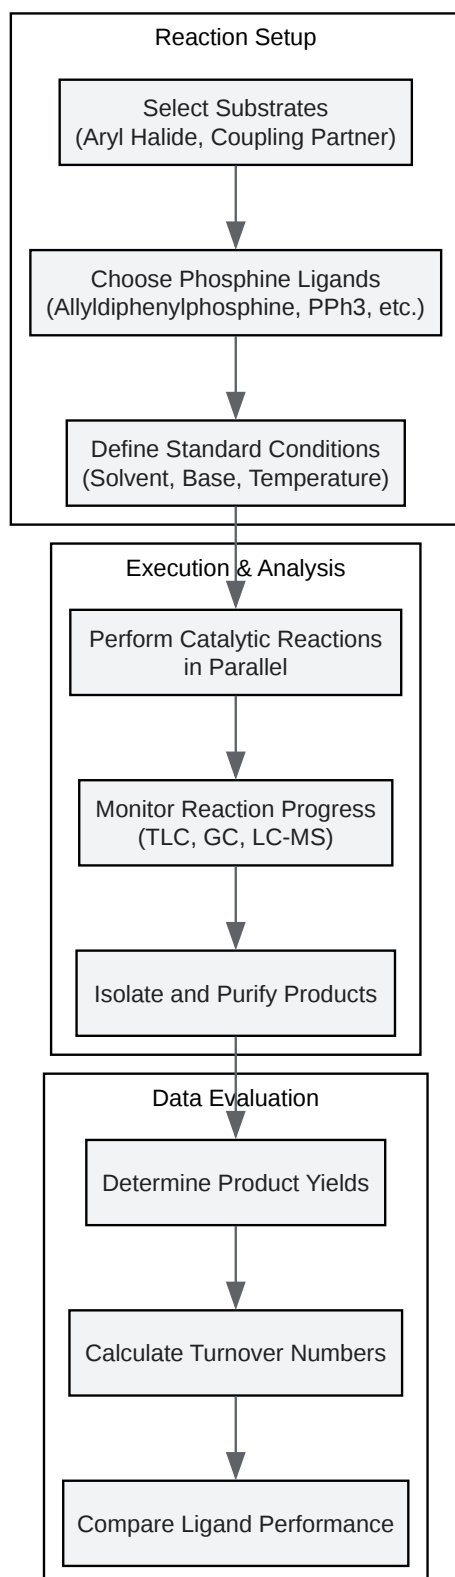 Reaction Setup
Select Substrates
(Aryl Halide, Coupling Partner)
Choose Phosphine Ligands
(Allyldiphenylphosphine, PPh3, etc.)
Define Standard Conditions
(Solvent, Base, Temperature)
Execution & Analysis
Perform Catalytic Reactions
in Parallel
Monitor Reaction Progress
(TLC, GC, LC-MS)
Isolate and Purify Products
Data Evaluation
Determine Product Yields
Calculate Turnover Numbers
Compare Ligand Performance